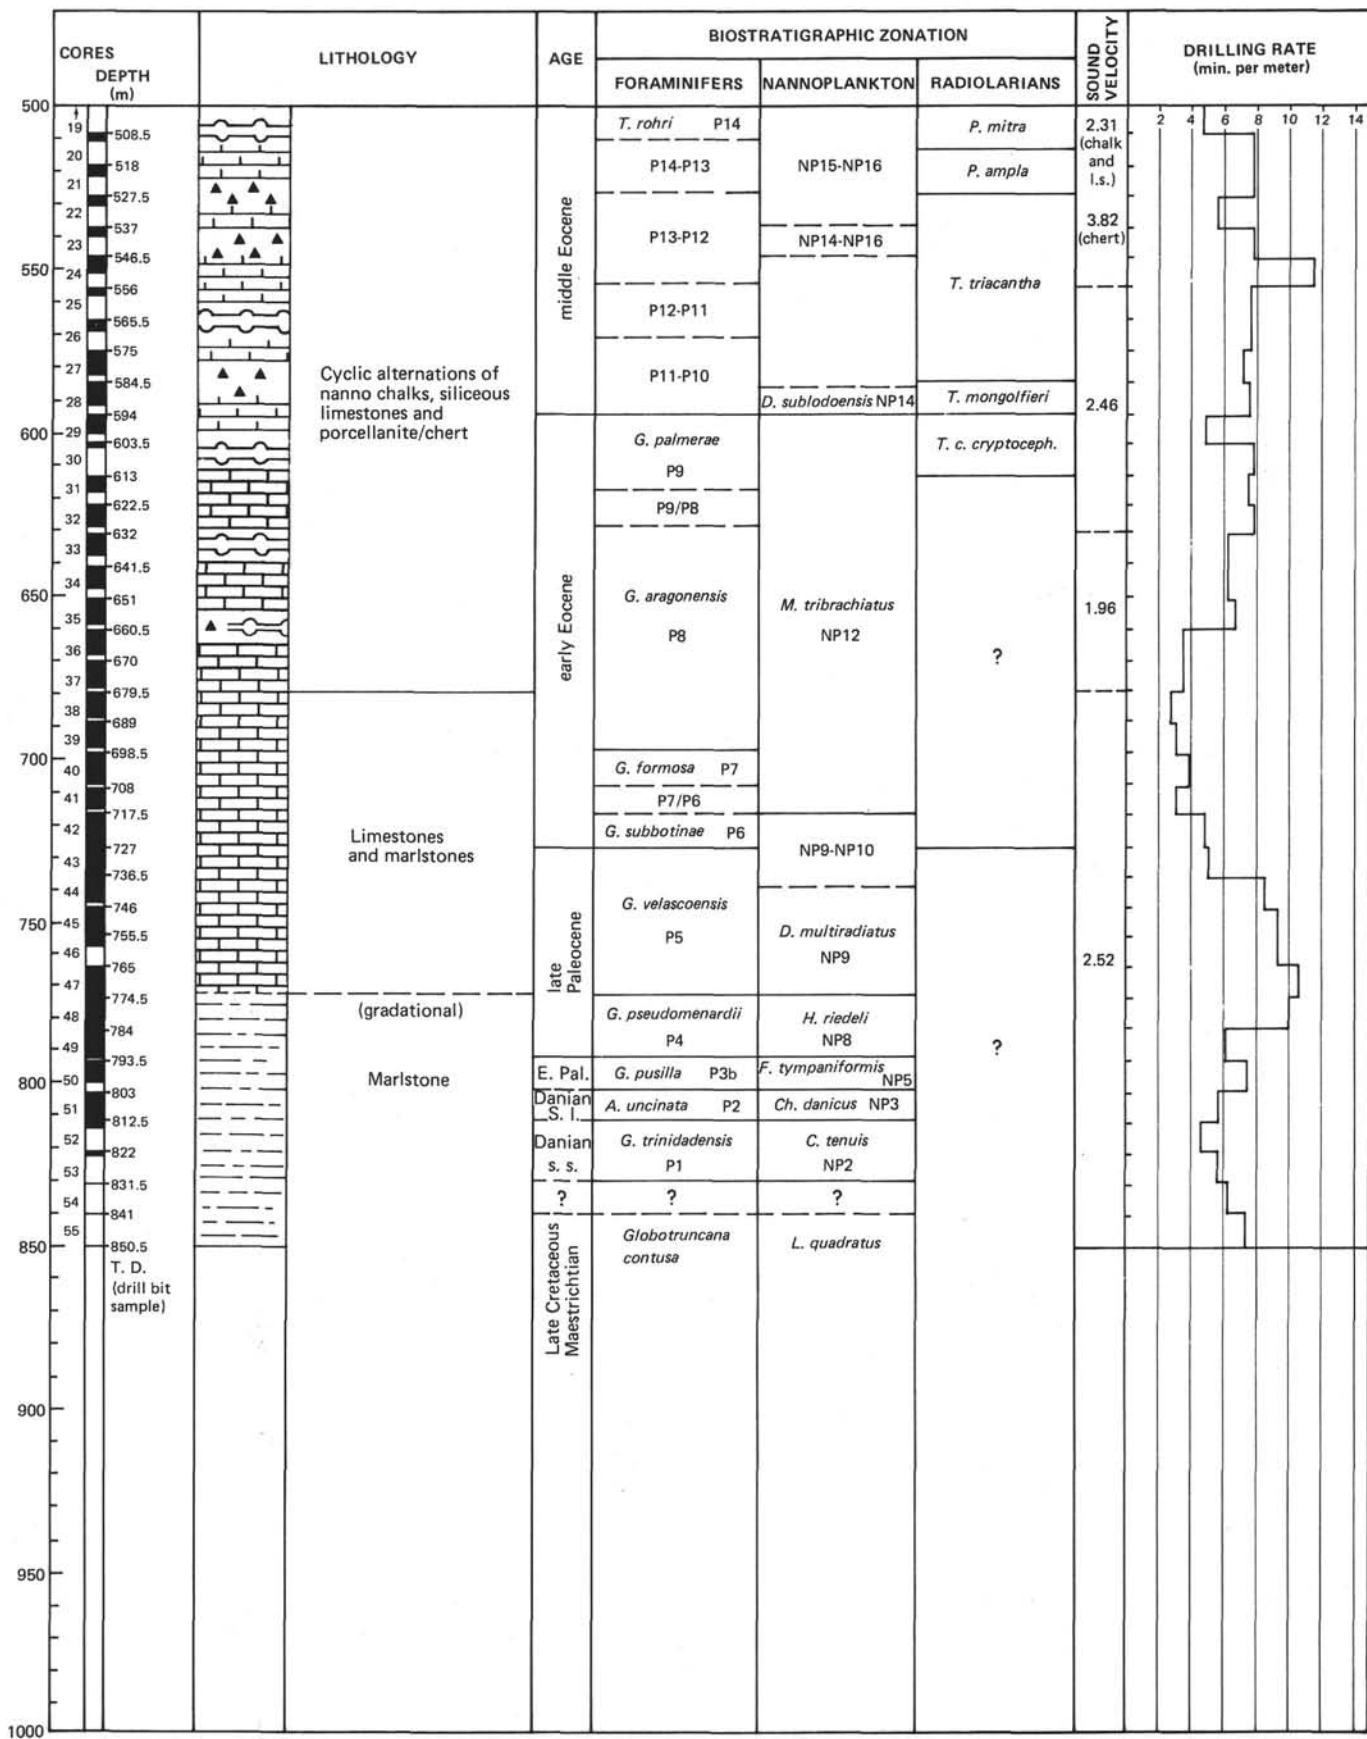 CORES
DEPTH
(m)
LITHOLOGY
AGE
BIOSTRATIGRAPHIC ZONATION
FORAMINIFERS
NANNOPLANKTON
RADIOLARIANS
SOUND
VELOCITY
DRILLING RATE
(min. per meter)
2 4 6 8 10 12 14
500
550
600
650
700
750
800
850
900
950
1000
19
20
21
22
23
24
25
26
27
28
29
30
31
32
33
34
35
36
37
38
39
40
41
42
43
44
45
46
47
48
49
50
51
52
53
54
55
508.5
518
527.5
537
546.5
556
565.5
575
584.5
594
603.5
613
622.5
632
641.5
651
660.5
670
679.5
689
698.5
708
717.5
727
736.5
746
755.5
765
774.5
784
793.5
803
812.5
822
831.5
841
850.5
T. D.
(drill bit
sample)
Cyclic alternations of
nanno chalks, siliceous
limestones and
porcellanite/chert
Limestones
and marlstones
(gradational)
Marlstone
middle Eocene
early Eocene
late
Paleocene
E. Pal.
Danian
S. l.
Danian
s. s.
?
Late Cretaceous
Maestrichtian
T. rohri P14
P14-P13
P13-P12
P12-P11
P11-P10
G. palmerae
P9
P9/P8
G. aragonensis
P8
G. formosa P7
P7/P6
G. subbotinae P6
G. velascoensis
P5
G. pseudomenardii
P4
G. pusilla P3b
A. uncinata P2
G. trinidadensis
P1
?
Globotruncana
contusa
NP15-NP16
NP14-NP16
D. sublodoensis NP14
M. tribrachiatus
NP12
NP9-NP10
D. multiradiatus
NP9
H. riedeli
NP8
F. tympaniformis
NP5
Ch. danicus NP3
C. tenuis
NP2
?
L. quadratus
P. mitra
P. ampla
T. triacantha
T. mongolfieri
T. c. cryptoceph.
?
?
2.31
(chalk
and
l.s.)
3.82
(chert)
2.46
1.96
2.52